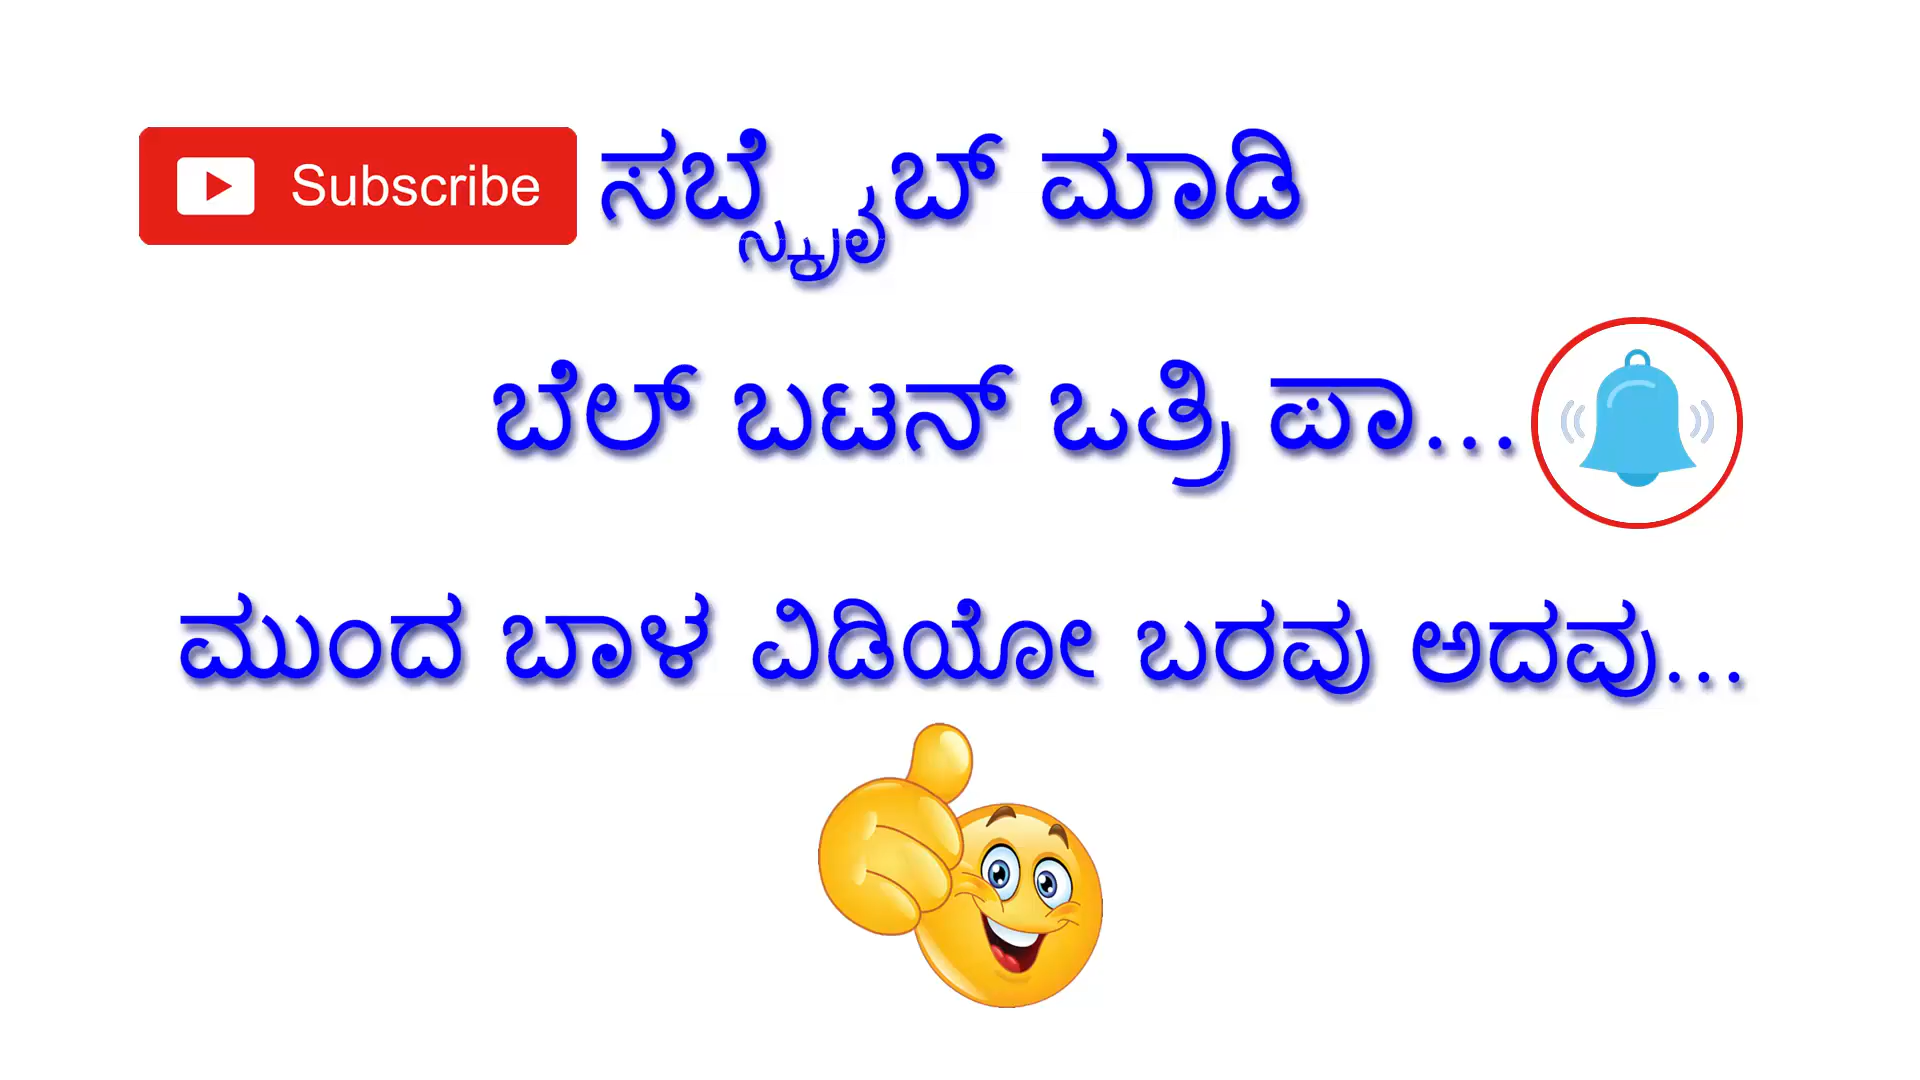 Subscribe ಸಬ್ಸ್ಕ್ರೈಬ್ ಮಾಡಿ
ಬೆಲ್ ಬಟನ್ ಒತ್ರಿ ಪಾ...
ಮುಂದ ಬಾಳ ವಿಡಿಯೋ ಬರವು ಅದವು...